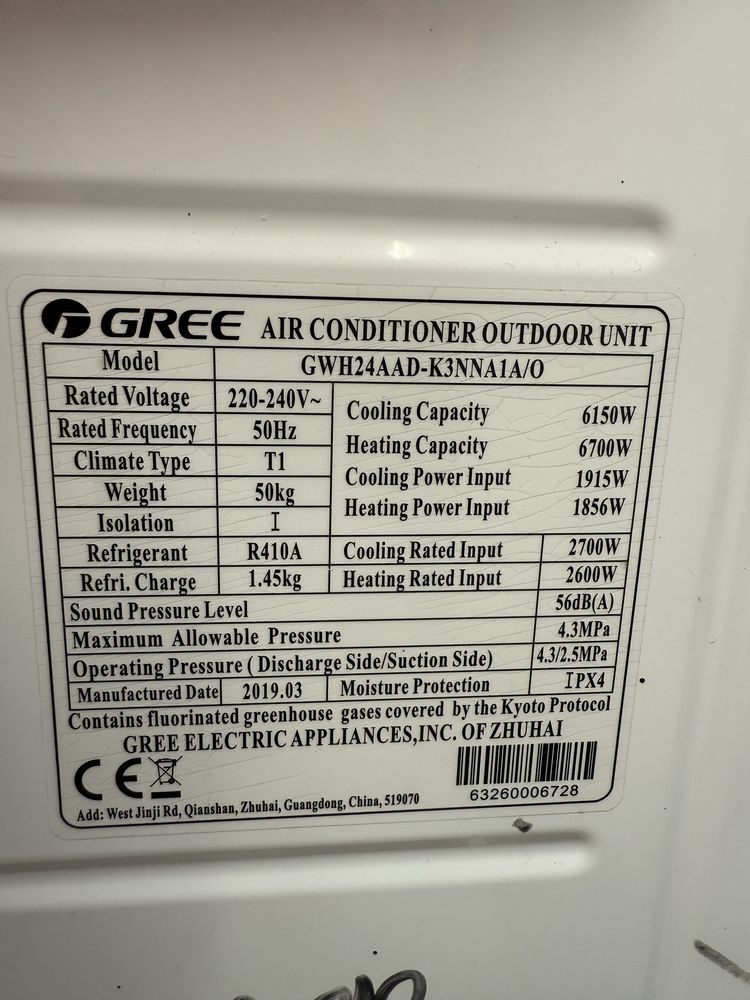 GREE AIR CONDITIONER OUTDOOR UNIT
Model GWH24AAD-K3NNA1A/O
Rated Voltage 220-240V~
Rated Frequency 50Hz
Climate Type T1
Weight 50kg
Isolation I
Refrigerant R410A
Refri. Charge 1.45kg
Cooling Capacity 6150W
Heating Capacity 6700W
Cooling Power Input 1915W
Heating Power Input 1856W
Cooling Rated Input 2700W
Heating Rated Input 2600W
Sound Pressure Level 56dB(A)
Maximum Allowable Pressure 4.3MPa
Operating Pressure ( Discharge Side/Suction Side) 4.3/2.5MPa
Manufactured Date 2019.03 Moisture Protection IPX4
Contains fluorinated greenhouse gases covered by the Kyoto Protocol
GREE ELECTRIC APPLIANCES,INC. OF ZHUHAI
CE
63260006728
Add: West Jinji Rd, Qianshan, Zhuhai, Guangdong, China, 519070